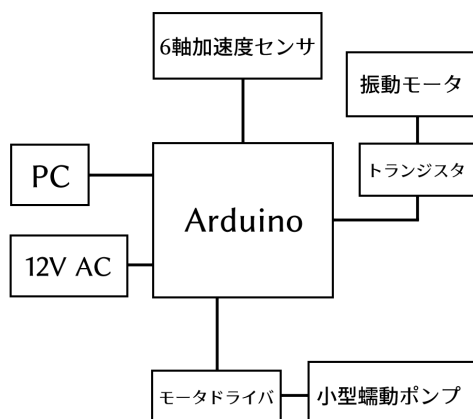 6軸加速度センサ
振動モータ
トランジスタ
PC
Arduino
12V AC
モータドライバ
小型蠕動ポンプ